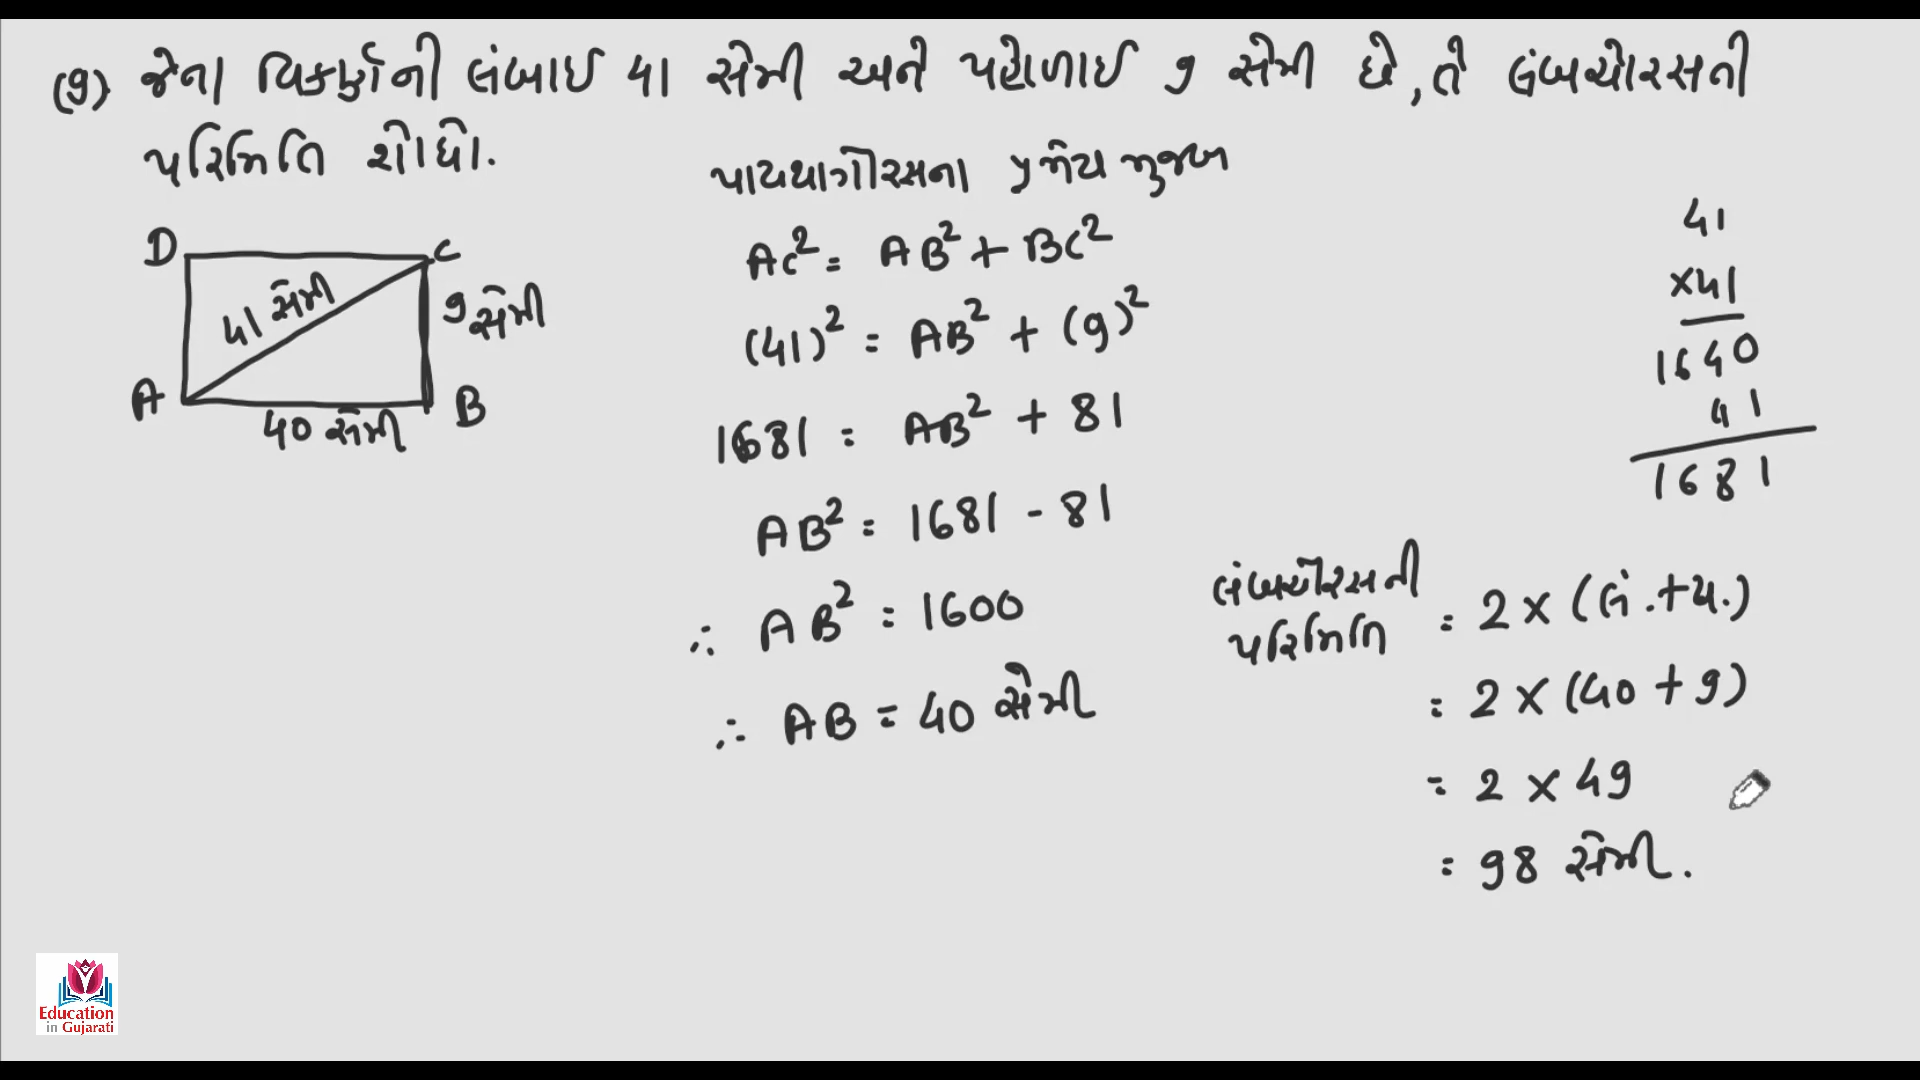 (9) જેના વિકર્ણની લંબાઈ 41 સેમી અને પહોળાઈ 9 સેમી છે, તે લંબચોરસની
પરિમિતિ શોધો.
D
C
41 સેમી
9 સેમી
A
B
40 સેમી
પાયથાગોરસના પ્રમેય મુજબ
AC² = AB² + BC²
(41)² = AB² + (9)²
1681 = AB² + 81
AB² = 1681 - 81
∴ AB² = 1600
∴ AB = 40 સેમી
41
×41
1640
41
1681
લંબચોરસની
પરિમિતિ = 2 × (લં.+પ.)
= 2 × (40 + 9)
= 2 × 49
= 98 સેમી.
Education
in Gujarati